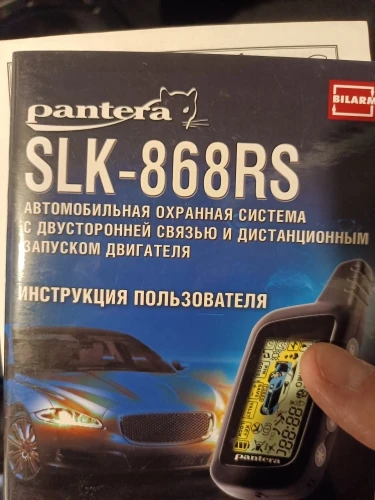 pantera
BILARM
SLK-868RS
АВТОМОБИЛЬНАЯ ОХРАННАЯ СИСТЕМА
С ДВУСТОРОННЕЙ СВЯЗЬЮ И ДИСТАНЦИОННЫМ
ЗАПУСКОМ ДВИГАТЕЛЯ
ИНСТРУКЦИЯ ПОЛЬЗОВАТЕЛЯ
pantera